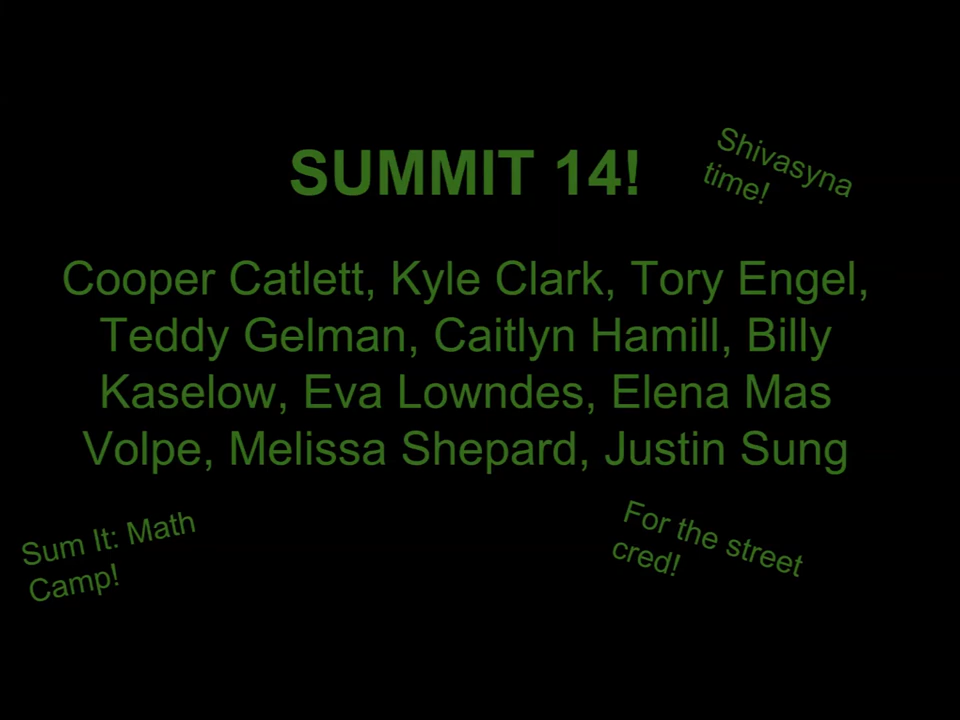 SUMMIT 14!
Shivasyna
time!
Cooper Catlett, Kyle Clark, Tory Engel,
Teddy Gelman, Caitlyn Hamill, Billy
Kaselow, Eva Lowndes, Elena Mas
Volpe, Melissa Shepard, Justin Sung
Sum It: Math
Camp!
For the street
cred!